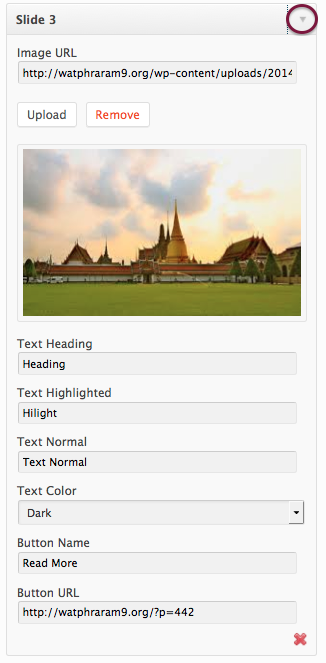 Slide 3
Image URL
http://watphraram9.org/wp-content/uploads/2014
Upload Remove
Text Heading
Heading
Text Highlighted
Hilight
Text Normal
Text Normal
Text Color
Dark
Button Name
Read More
Button URL
http://watphraram9.org/?p=442